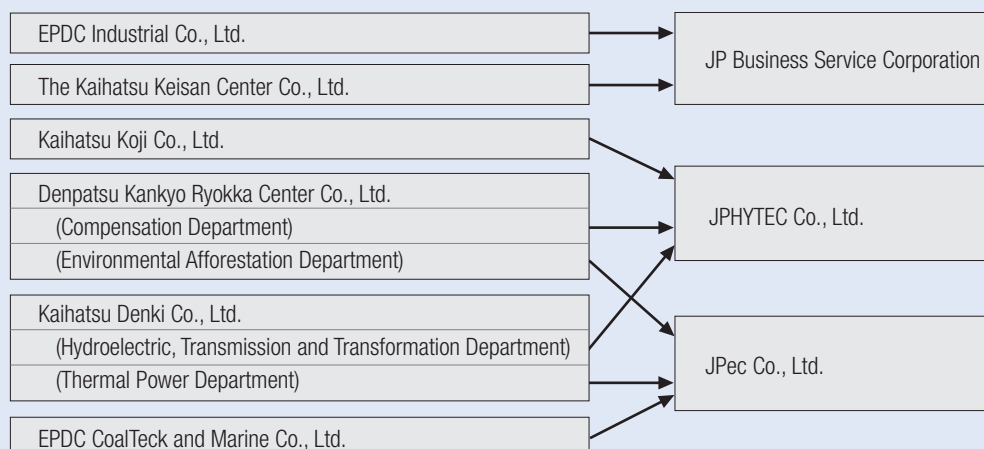 EPDC Industrial Co., Ltd.
The Kaihatsu Keisan Center Co., Ltd.
Kaihatsu Koji Co., Ltd.
Denpatsu Kankyo Ryokka Center Co., Ltd.
(Compensation Department)
(Environmental Afforestation Department)
Kaihatsu Denki Co., Ltd.
(Hydroelectric, Transmission and Transformation Department)
(Thermal Power Department)
EPDC CoalTeck and Marine Co., Ltd.
JP Business Service Corporation
JPHYTEC Co., Ltd.
JPec Co., Ltd.